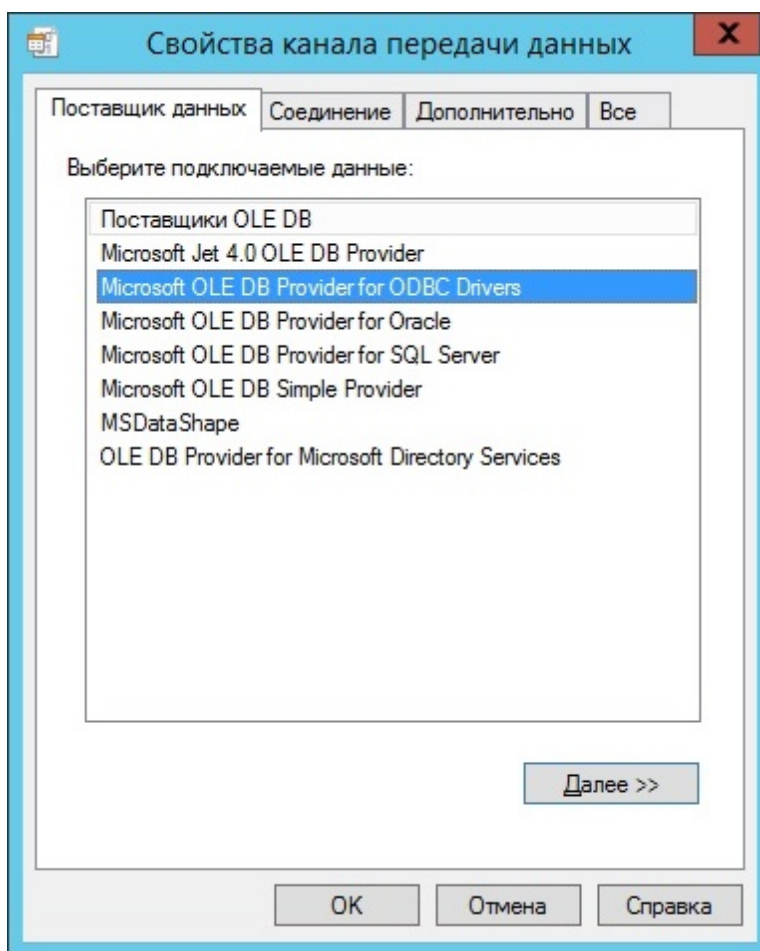 Свойства канала передачи данных
Поставщик данных Соединение Дополнительно Все
Выберите подключаемые данные:
Поставщики OLE DB
Microsoft Jet 4.0 OLE DB Provider
Microsoft OLE DB Provider for ODBC Drivers
Microsoft OLE DB Provider for Oracle
Microsoft OLE DB Provider for SQL Server
Microsoft OLE DB Simple Provider
MSDataShape
OLE DB Provider for Microsoft Directory Services
Далее >>
OK Отмена Справка